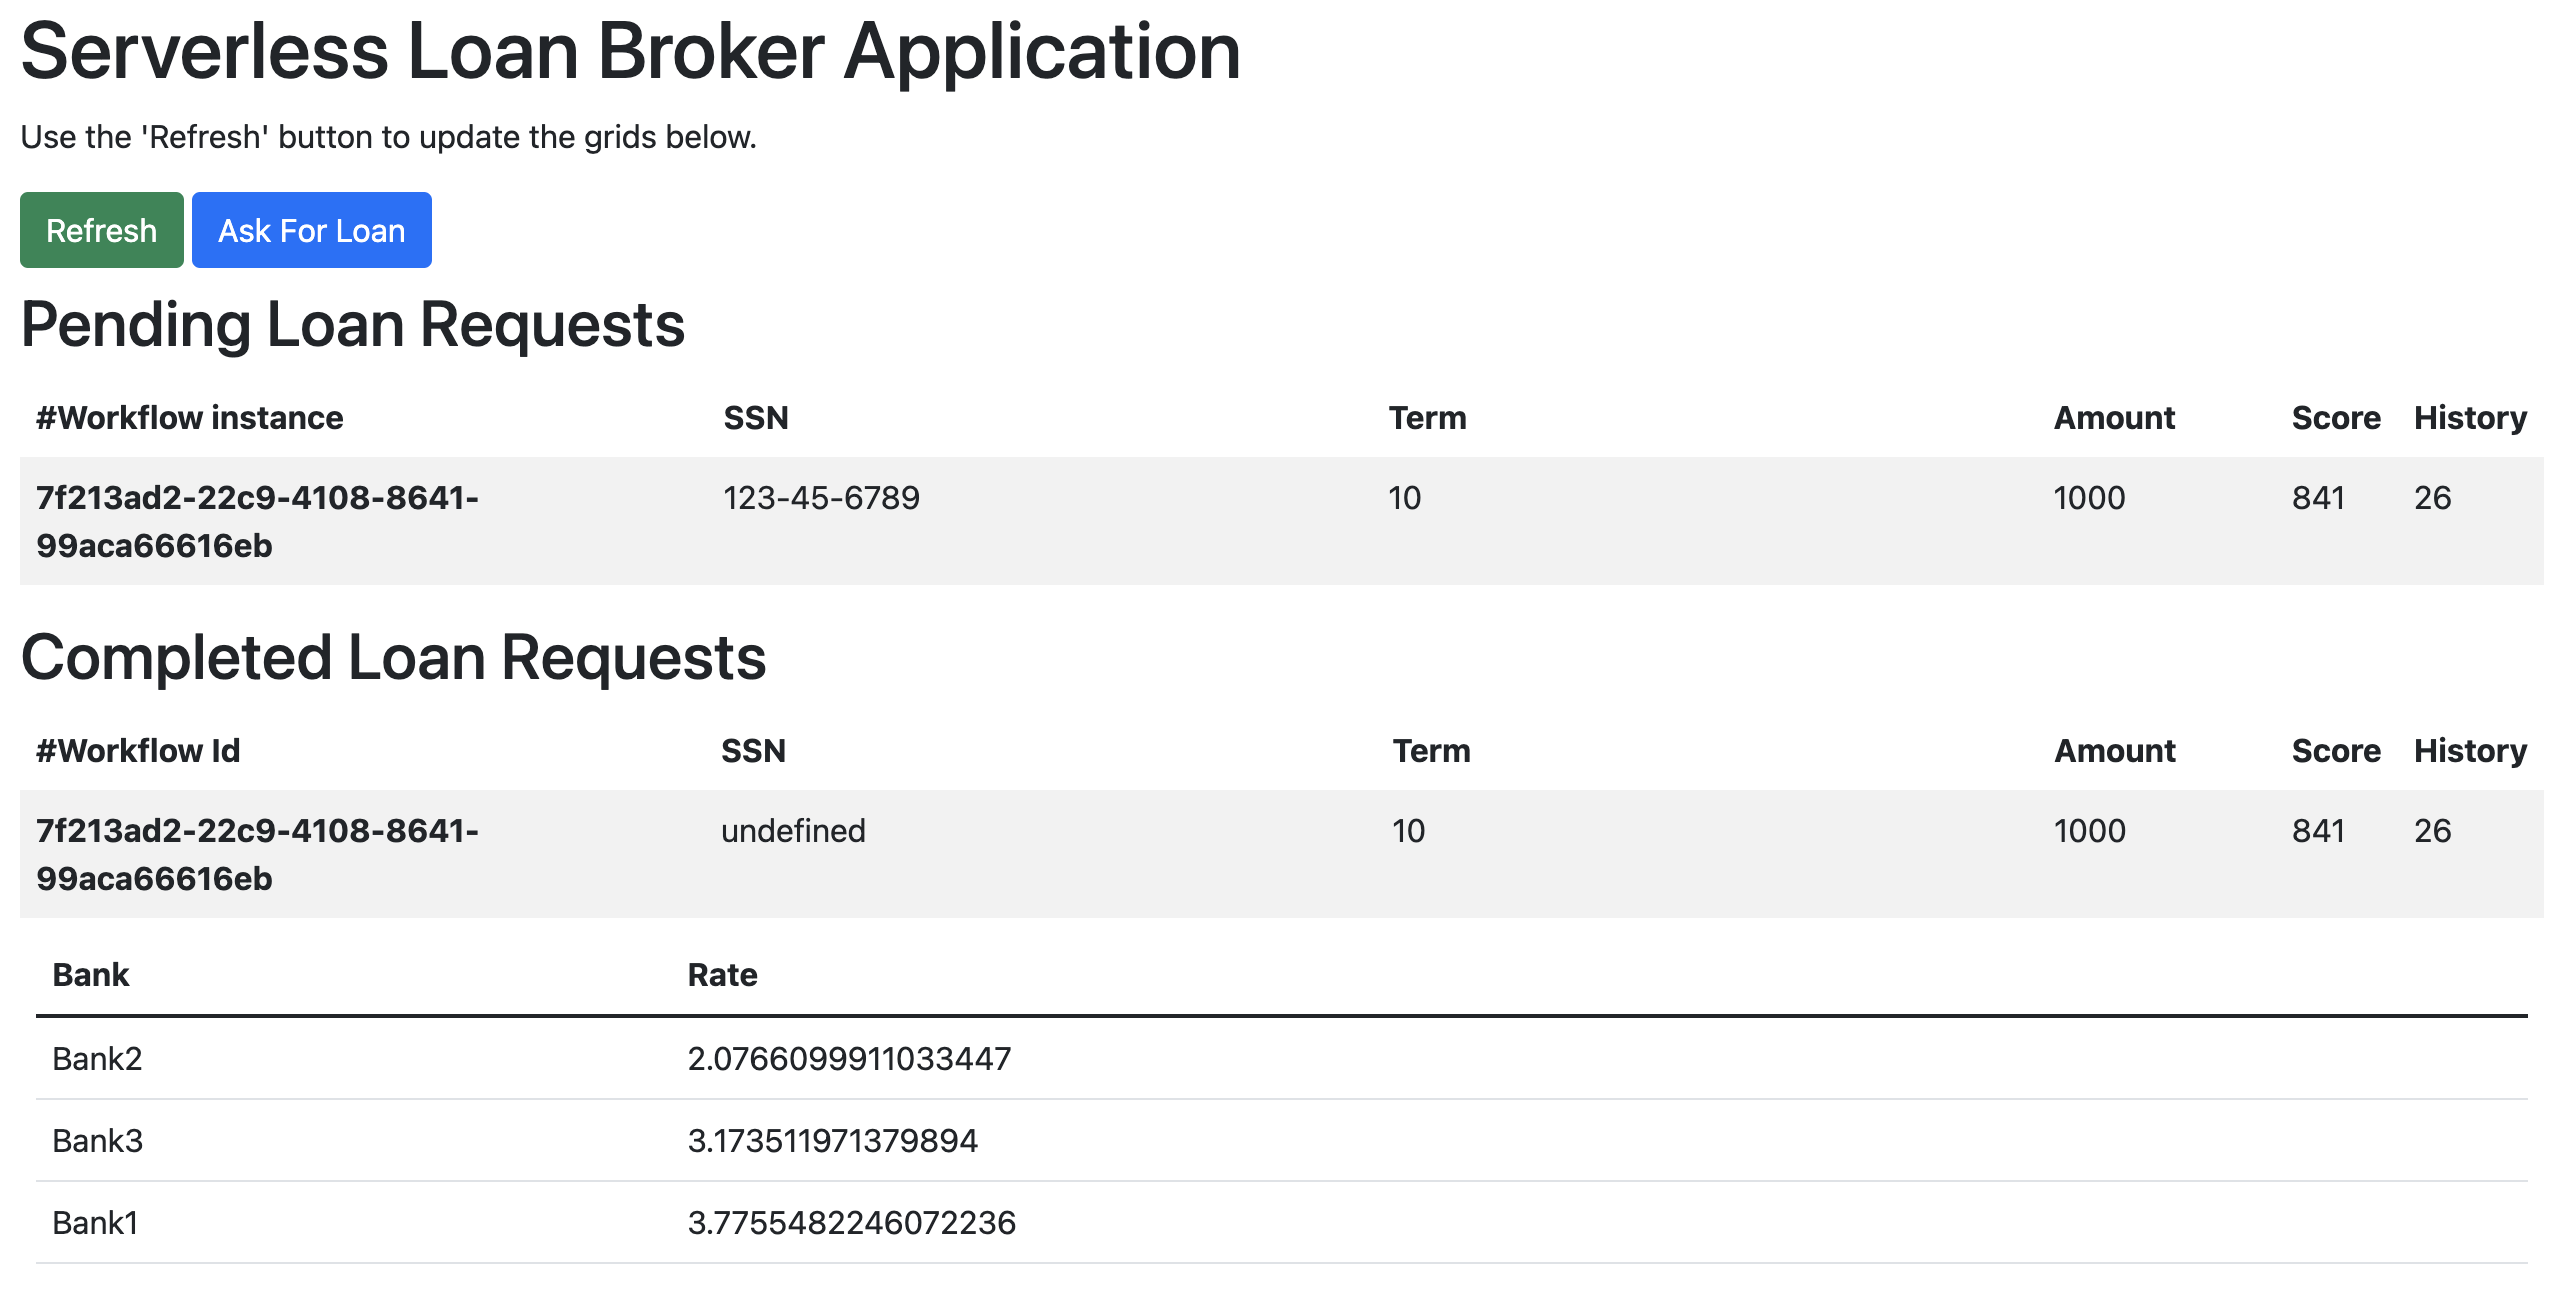 Serverless Loan Broker Application
Use the 'Refresh' button to update the grids below.
Refresh Ask For Loan
Pending Loan Requests
#Workflow instance SSN Term Amount Score History
7f213ad2-22c9-4108-8641- 123-45-6789 10 1000 841 26
99aca66616eb
Completed Loan Requests
#Workflow Id SSN Term Amount Score History
7f213ad2-22c9-4108-8641- undefined 10 1000 841 26
99aca66616eb
Bank Rate
Bank2 2.0766099911033447
Bank3 3.173511971379894
Bank1 3.7755482246072236